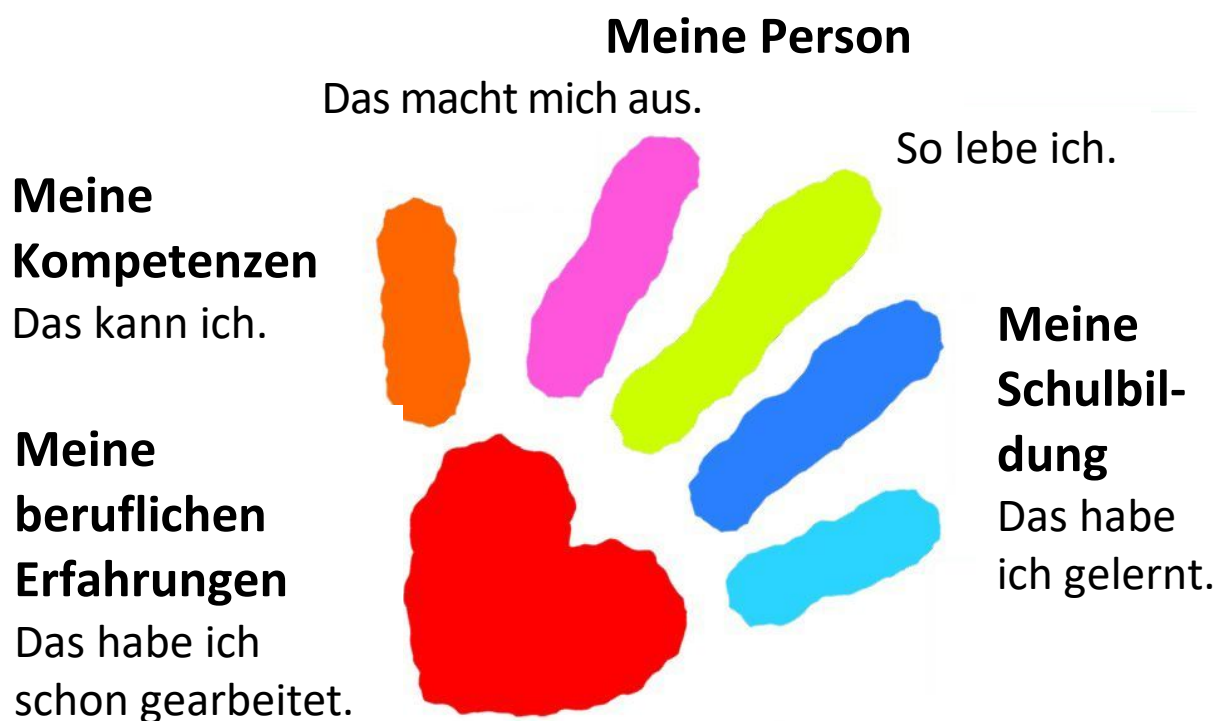 Meine Person
Das macht mich aus.
So lebe ich.
Meine
Kompetenzen
Das kann ich.
Meine
beruflichen
Erfahrungen
Das habe ich
schon gearbeitet.
Meine
Schulbil-
dung
Das habe
ich gelernt.